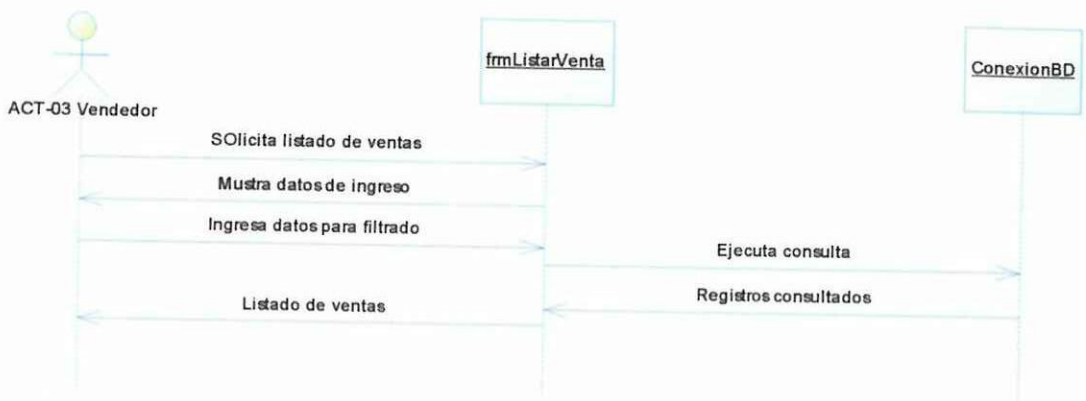 frmListarVenta
ConexionBD
ACT-03 Vendedor
SOlicita listado de ventas
Mustra datos de ingreso
Ingresa datos para filtrado
Ejecuta consulta
Registros consultados
Listado de ventas